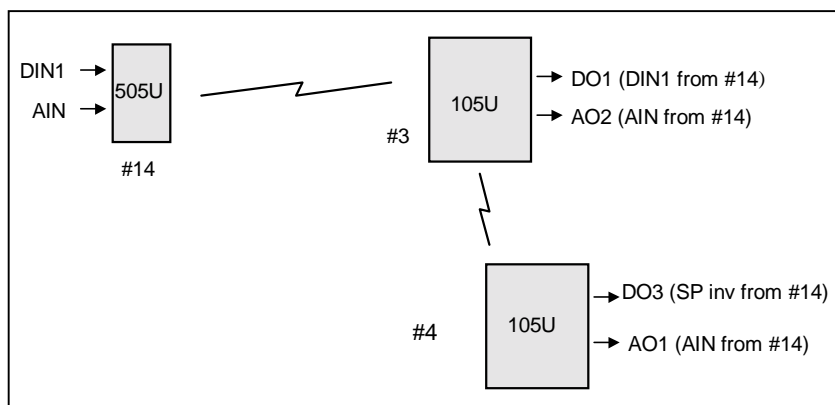 DIN1
AIN
505U
#14
105U
#3
DO1 (DIN1 from #14)
AO2 (AIN from #14)
105U
#4
DO3 (SP inv from #14)
AO1 (AIN from #14)